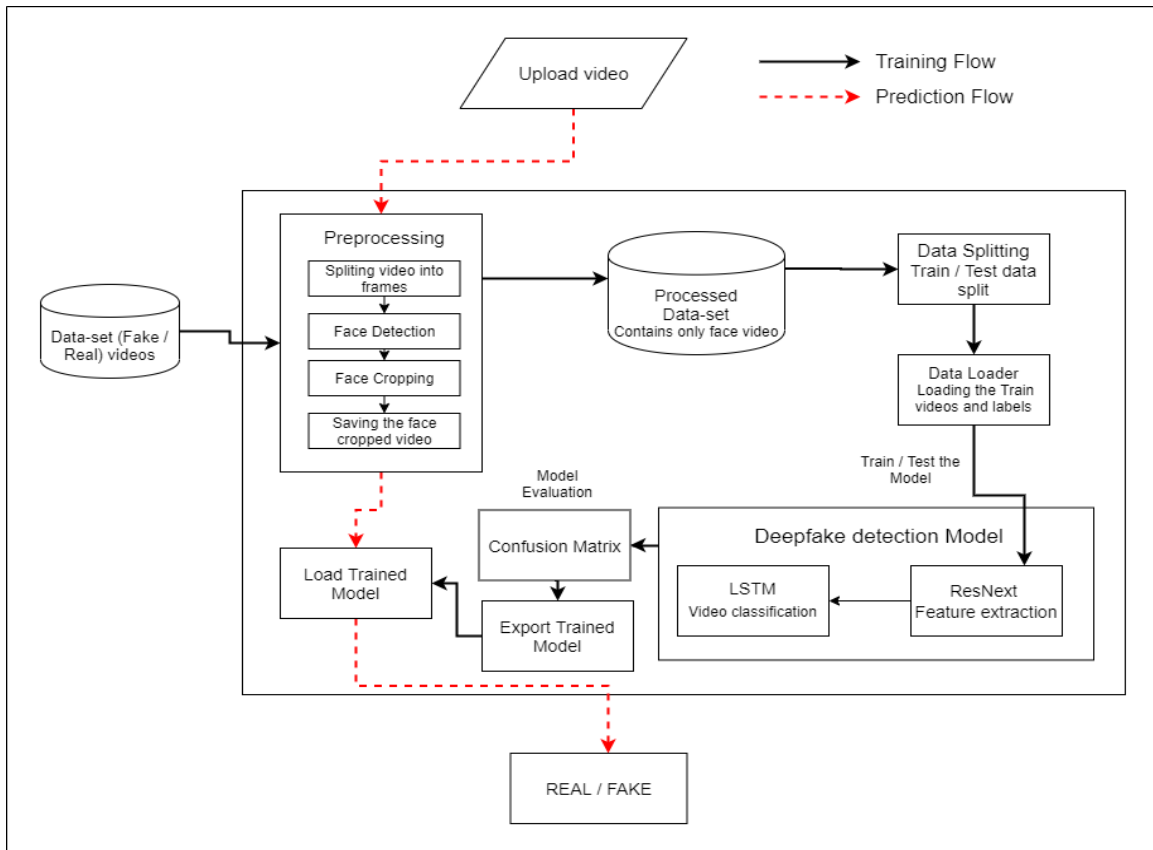 Upload video
Training Flow
Prediction Flow
Preprocessing
Spliting video into
frames
Face Detection
Face Cropping
Saving the face
cropped video
Data-set (Fake /
Real) videos
Processed
Data-set
Contains only face video
Data Splitting
Train / Test data
split
Data Loader
Loading the Train
videos and labels
Train / Test the
Model
Model
Evaluation
Confusion Matrix
Deepfake detection Model
LSTM
Video classification
ResNext
Feature extraction
Load Trained
Model
Export Trained
Model
REAL / FAKE